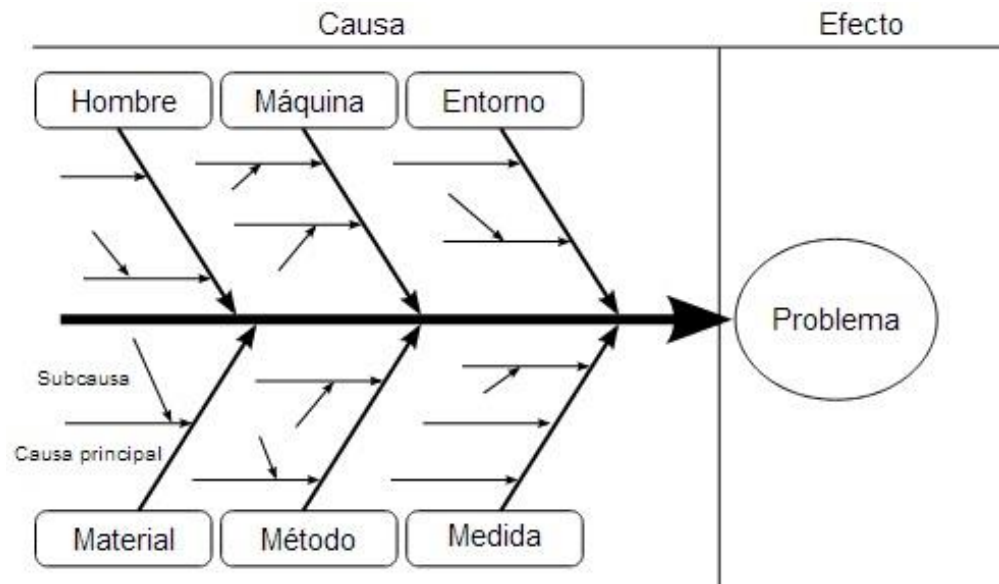 Causa
Efecto
Hombre
Máquina
Entorno
Problema
Subcausa
Causa principal
Material
Método
Medida